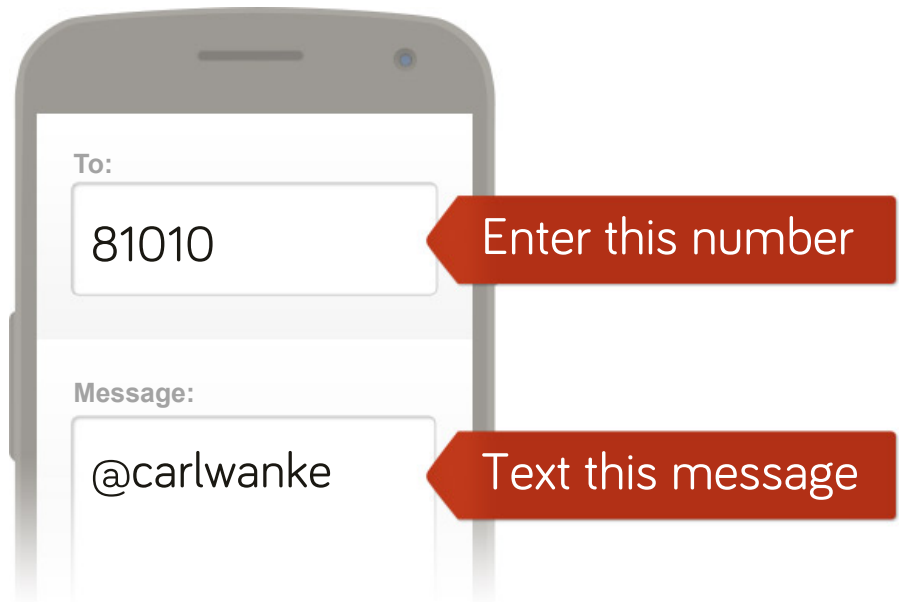 To:
81010
Enter this number
Message:
@carlwanke
Text this message